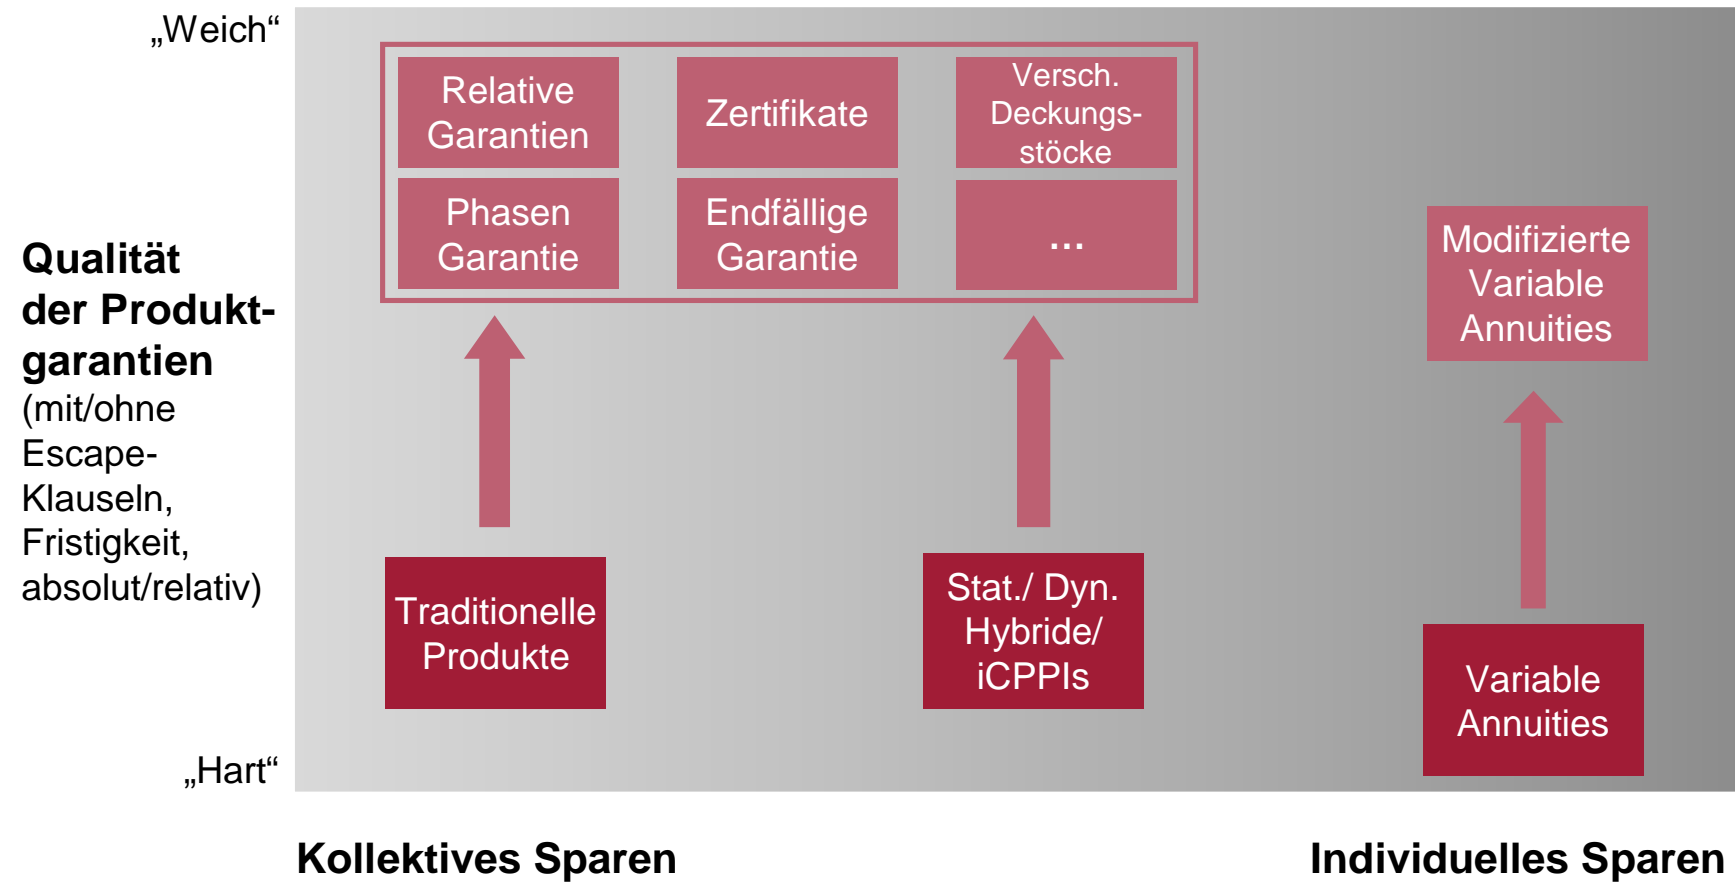 „Weich“
Relative
Garantien
Zertifikate
Versch.
Deckungs-
stöcke
Phasen
Garantie
Endfällige
Garantie
...
Modifizierte
Variable
Annuities
Qualität
der Produkt-
garantien
(mit/ohne
Escape-
Klauseln,
Fristigkeit,
absolut/relativ)
Traditionelle
Produkte
Stat./ Dyn.
Hybride/
iCPPIs
Variable
Annuities
„Hart“
Kollektives Sparen
Individuelles Sparen